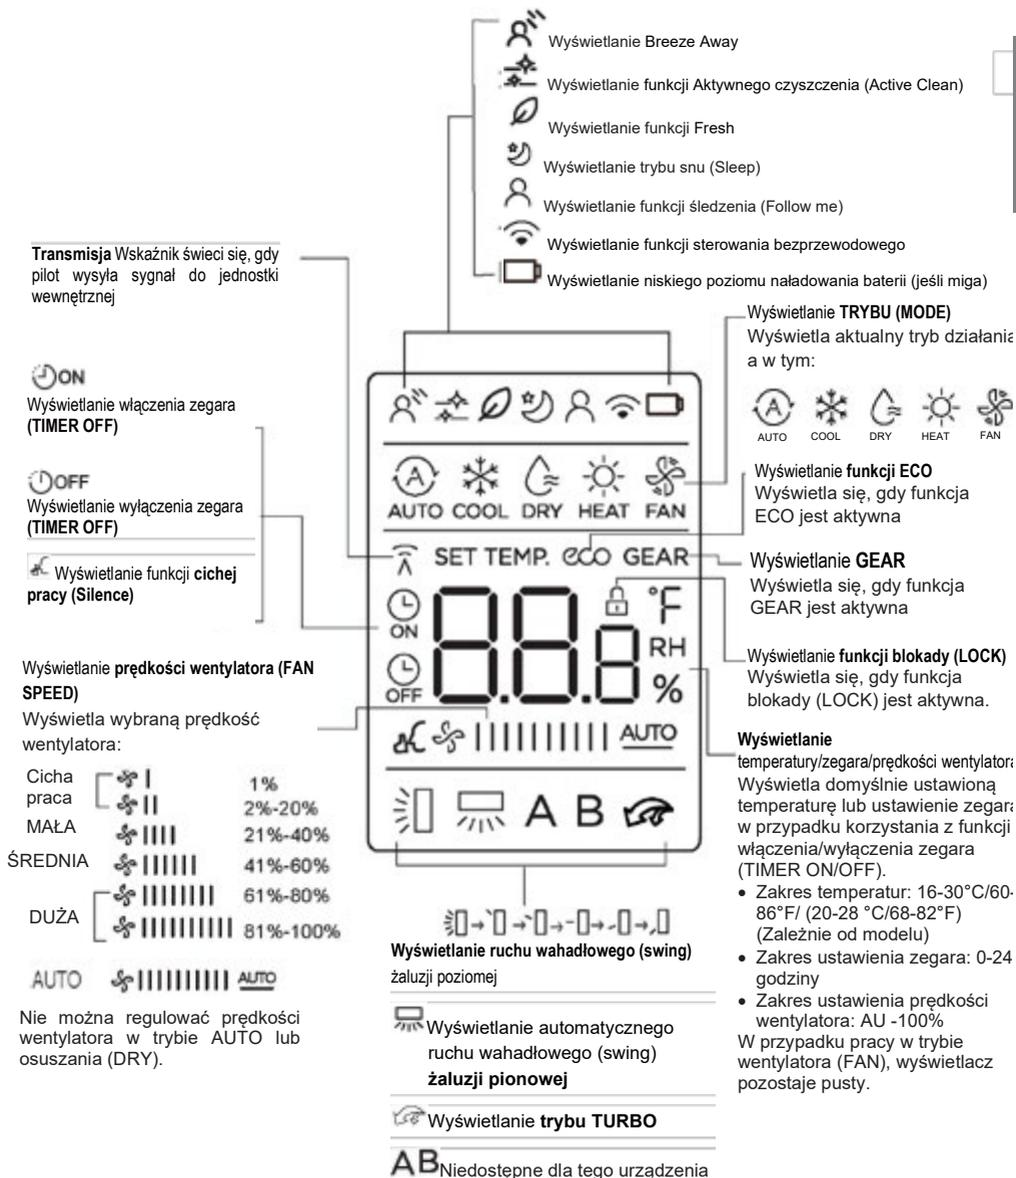 Wyświetlanie Breeze Away
Wyświetlanie funkcji Aktywnego czyszczenia (Active Clean)
Wyświetlanie funkcji Fresh
Wyświetlanie trybu snu (Sleep)
Wyświetlanie funkcji śledzenia (Follow me)
Wyświetlanie funkcji sterowania bezprzewodowego
Wyświetlanie niskiego poziomu naładowania baterii (jeśli miga)
Transmisja Wskaźnik świeci się, gdy
pilot wysyła sygnał do jednostki
wewnętrznej
ON
Wyświetlanie włączenia zegara
(TIMER OFF)
OFF
Wyświetlanie wyłączenia zegara
(TIMER OFF)
Wyświetlanie funkcji cichej
pracy (Silence)
Wyświetlanie prędkości wentylatora (FAN
SPEED)
Wyświetla wybraną prędkość
wentylatora:
Cicha
praca
1%
2%-20%
MAŁA
21%-40%
ŚREDNIA
41%-60%
DUŻA
61%-80%
81%-100%
AUTO
AUTO
Nie można regulować prędkości
wentylatora w trybie AUTO lub
osuszania (DRY).
A
AUTO COOL DRY HEAT FAN
SET TEMP. eco GEAR
ON
88.8
°F
RH
OFF
%
AUTO
A B
Wyświetlanie ruchu wahadłowego (swing)
żaluzji poziomej
Wyświetlanie automatycznego
ruchu wahadłowego (swing)
żaluzji pionowej
Wyświetlanie trybu TURBO
AB Niedostępne dla tego urządzenia
Wyświetlanie TRYBU (MODE)
Wyświetla aktualny tryb działania
a w tym:
A
AUTO COOL DRY HEAT FAN
Wyświetlanie funkcji ECO
Wyświetla się, gdy funkcja
ECO jest aktywna
Wyświetlanie GEAR
Wyświetla się, gdy funkcja
GEAR jest aktywna
Wyświetlanie funkcji blokady (LOCK)
Wyświetla się, gdy funkcja
blokady (LOCK) jest aktywna.
Wyświetlanie
temperatury/zegara/prędkości wentylatora
Wyświetla domyślnie ustawioną
temperaturę lub ustawienie zegara
w przypadku korzystania z funkcji
włączenia/wyłączenia zegara
(TIMER ON/OFF).
• Zakres temperatur: 16-30°C/60-
86°F/ (20-28 °C/68-82°F)
(Zależnie od modelu)
• Zakres ustawienia zegara: 0-24
godziny
• Zakres ustawienia prędkości
wentylatora: AU -100%
W przypadku pracy w trybie
wentylatora (FAN), wyświetlacz
pozostaje pusty.